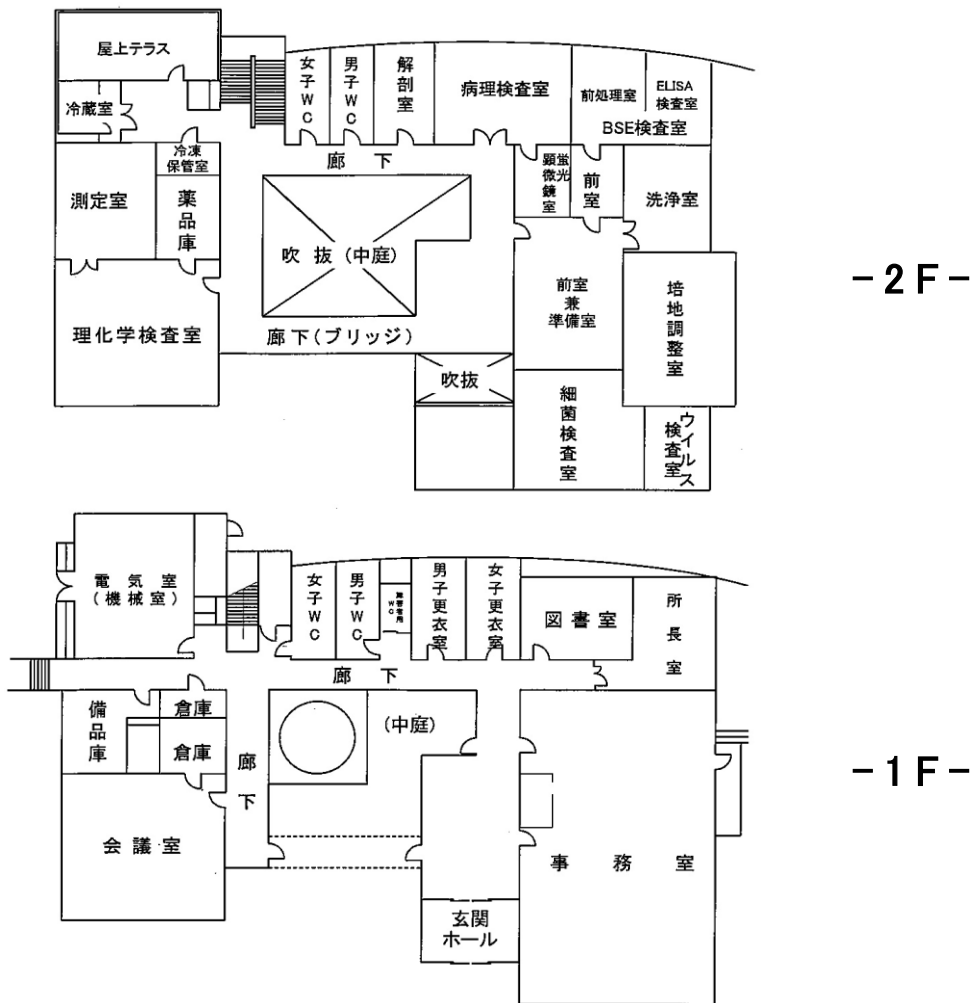 屋上テラス
冷蔵室
女子WC
男子WC
解剖室
病理検査室
前処理室
ELISA
検査室
BSE検査室
冷凍
保管室
廊下
蛍光
顕微鏡室
前室
洗浄室
測定室
薬品庫
吹抜(中庭)
前室
兼
準備室
培地調整室
-2F-
理化学検査室
廊下(ブリッジ)
吹抜
細菌検査室
ウイルス
検査室
電気室
(機械室)
女子WC
男子WC
障害者用
WC
男子更衣室
女子更衣室
図書室
所長室
廊下
備品庫
倉庫
倉庫
廊下
(中庭)
-1F-
会議室
事務室
玄関
ホール